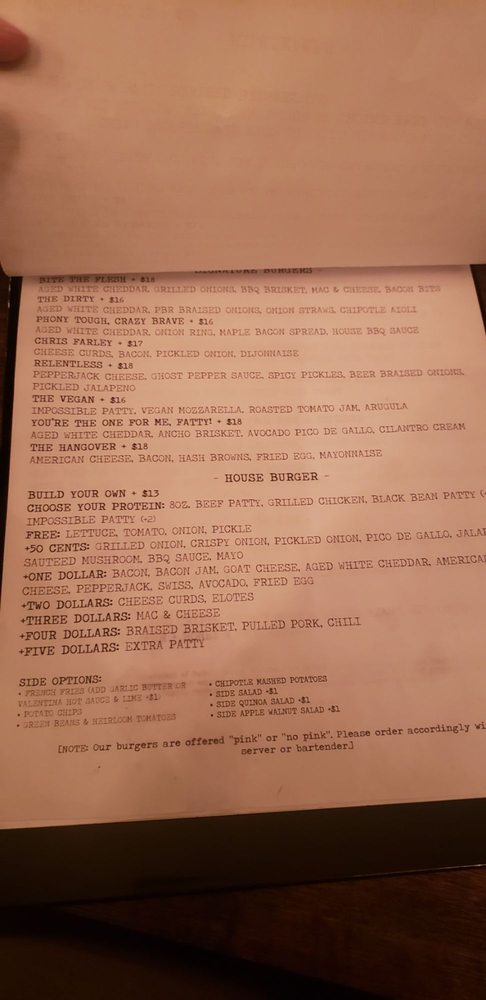 SIGNATURE BURGERS
BITE THE FLESH + $18
AGED WHITE CHEDDAR, GRILLED ONIONS, BBQ BRISKET, MAC & CHEESE, BACON BITS
THE DIRTY + $16
AGED WHITE CHEDDAR, PBR BRAISED ONIONS, ONION STRAWS, CHIPOTLE AIOLI
PHONY TOUGH, CRAZY BRAVE + $16
AGED WHITE CHEDDAR, ONION RING, MAPLE BACON SPREAD, HOUSE BBQ SAUCE
CHRIS FARLEY + $17
CHEESE CURDS, BACON, PICKLED ONION, DIJONNAISE
RELENTLESS + $18
PEPPERJACK CHEESE, GHOST PEPPER SAUCE, SPICY PICKLES, BEER BRAISED ONIONS,
PICKLED JALAPENO
THE VEGAN + $16
IMPOSSIBLE PATTY, VEGAN MOZZARELLA, ROASTED TOMATO JAM, ARUGULA
YOU'RE THE ONE FOR ME, FATTY! + $18
AGED WHITE CHEDDAR, ANCHO BRISKET, AVOCADO PICO DE GALLO, CILANTRO CREAM
THE HANGOVER + $18
AMERICAN CHEESE, BACON, HASH BROWNS, FRIED EGG, MAYONNAISE
- HOUSE BURGER -
BUILD YOUR OWN + $13
CHOOSE YOUR PROTEIN: 8OZ. BEEF PATTY, GRILLED CHICKEN, BLACK BEAN PATTY (+
IMPOSSIBLE PATTY (+2)
FREE: LETTUCE, TOMATO, ONION, PICKLE
+50 CENTS: GRILLED ONION, CRISPY ONION, PICKLED ONION, PICO DE GALLO, JALAP
SAUTEED MUSHROOM, BBQ SAUCE, MAYO
+ONE DOLLAR: BACON, BACON JAM, GOAT CHEESE, AGED WHITE CHEDDAR, AMERICAN
CHEESE, PEPPERJACK, SWISS, AVOCADO, FRIED EGG
+TWO DOLLARS: CHEESE CURDS, ELOTES
+THREE DOLLARS: MAC & CHEESE
+FOUR DOLLARS: BRAISED BRISKET, PULLED PORK, CHILI
+FIVE DOLLARS: EXTRA PATTY
SIDE OPTIONS:
• FRENCH FRIES (ADD GARLIC BUTTER OR
VALENTINA HOT SAUCE & LIME +$1)
• POTATO CHIPS
• GREEN BEANS & HEIRLOOM TOMATOES
• CHIPOTLE MASHED POTATOES
• SIDE SALAD +$1
• SIDE QUINOA SALAD +$1
• SIDE APPLE WALNUT SALAD +$1
[NOTE: Our burgers are offered "pink" or "no pink". Please order accordingly wi
server or bartender.]